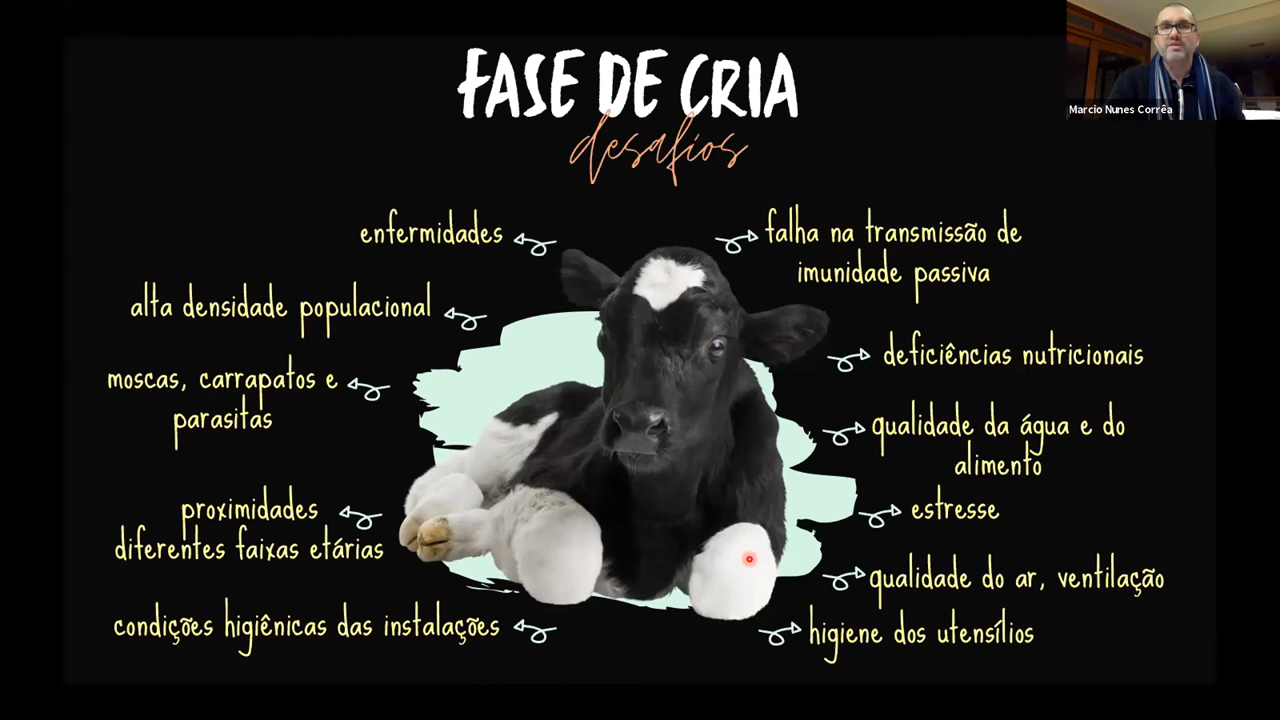 FASE DE CRIA
desafios
Marcio Nunes Corrêa
enfermidades
alta densidade populacional
moscas, carrapatos e
parasitas
proximidades
diferentes faixas etárias
condições higiênicas das instalações
falha na transmissão de
imunidade passiva
deficiências nutricionais
qualidade da água e do
alimento
estresse
qualidade do ar, ventilação
higiene dos utensílios